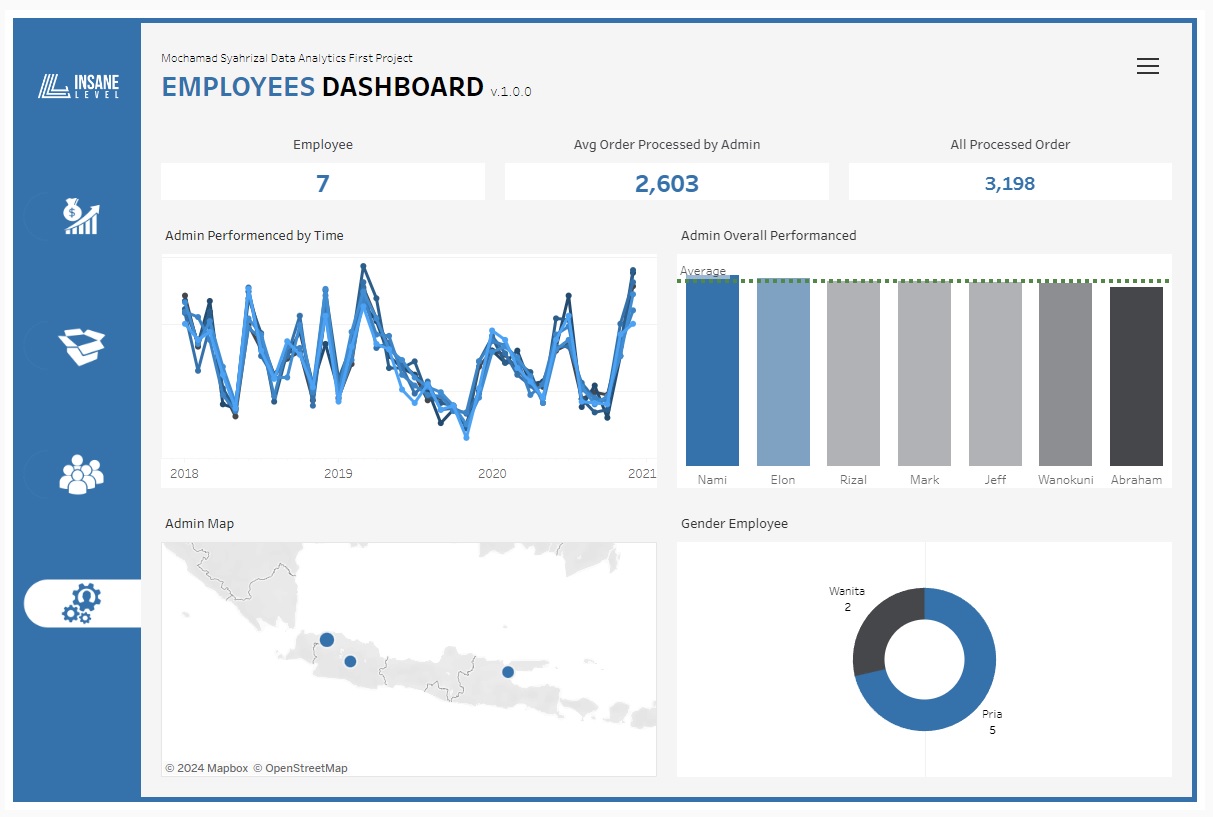 Mochamad Syahrizal Data Analytics First Project
EMPLOYEES DASHBOARD v.1.0.0
INSANE
LEVEL
Employee
Avg Order Processed by Admin
All Processed Order
7
2,603
3,198
Admin Performenced by Time
Admin Overall Performanced
Average
2018
2019
2020
2021
Nami
Elon
Rizal
Mark
Jeff
Wanokuni
Abraham
Admin Map
Gender Employee
Wanita
2
Pria
5
© 2024 Mapbox © OpenStreetMap
$